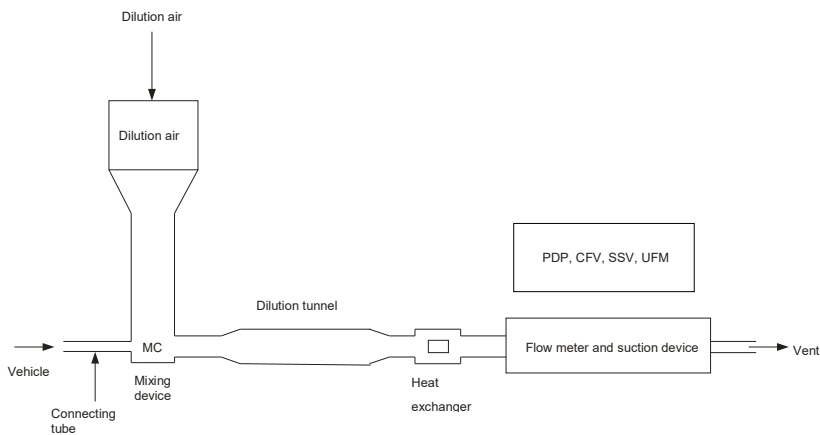 Dilution air
Dilution air
PDP, CFV, SSV, UFM
Dilution tunnel
MC
Flow meter and suction device
Vent
Vehicle
Mixing
device
Heat
exchanger
Connecting
tube